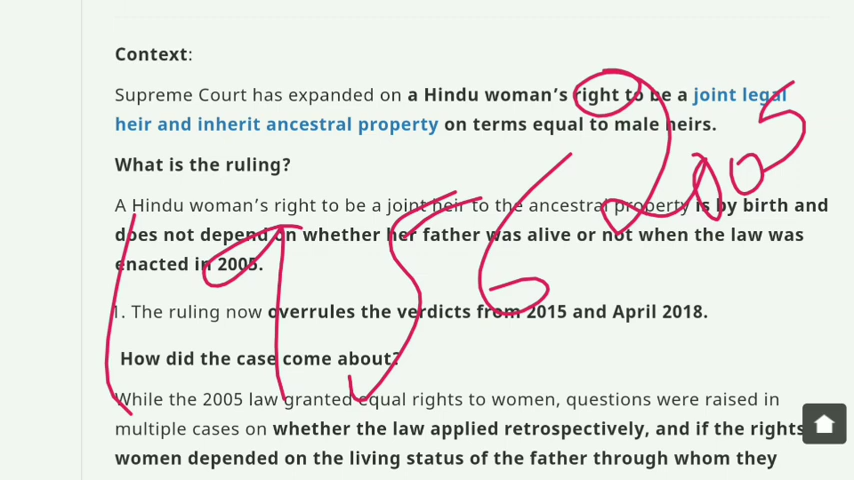 Context:
Supreme Court has expanded on a Hindu woman's right to be a joint legal
heir and inherit ancestral property on terms equal to male heirs.
What is the ruling?
A Hindu woman's right to be a joint heir to the ancestral property is by birth and
does not depend on whether her father was alive or not when the law was
enacted in 2005.
1. The ruling now overrules the verdicts from 2015 and April 2018.
How did the case come about?
While the 2005 law granted equal rights to women, questions were raised in
multiple cases on whether the law applied retrospectively, and if the rights
women depended on the living status of the father through whom they
1956
2005